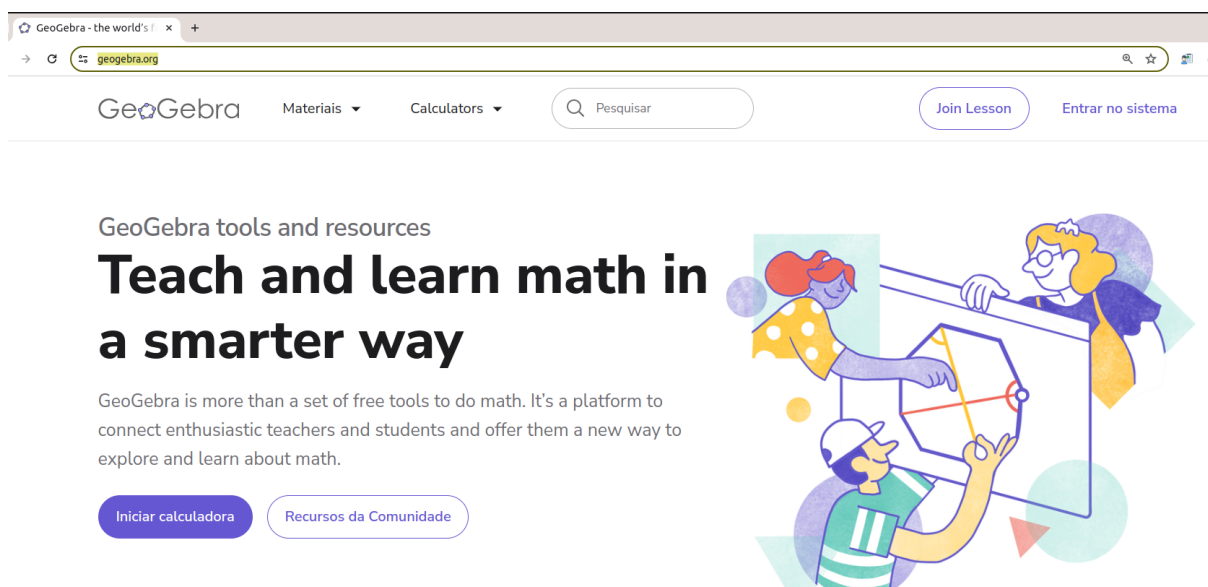 GeoGebra - the world's f
geogebra.org
GeoGebra
Materiais
Calculators
Pesquisar
Join Lesson
Entrar no sistema
GeoGebra tools and resources
Teach and learn math in
a smarter way
GeoGebra is more than a set of free tools to do math. It's a platform to
connect enthusiastic teachers and students and offer them a new way to
explore and learn about math.
Iniciar calculadora
Recursos da Comunidade